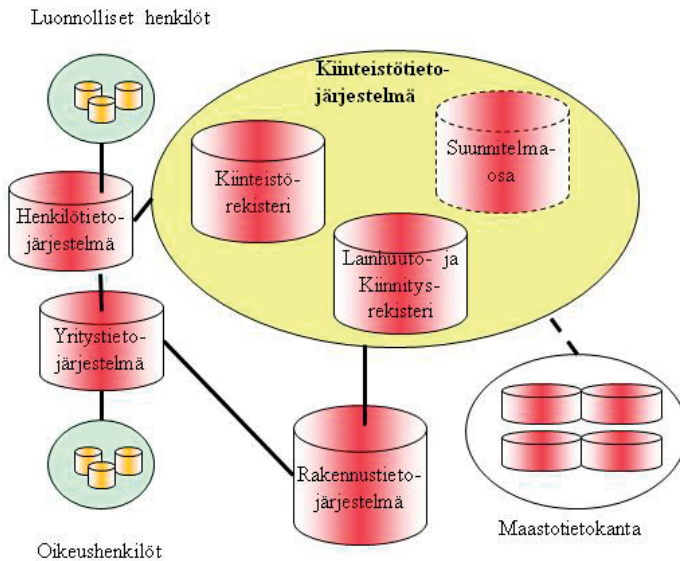 Luonnolliset henkilöt
Kiinteistötieto-
järjestelmä
Suunnitelma-
osa
Kiinteistö-
rekisteri
Henkilötieto-
järjestelmä
Lainhuuto- ja
Kiinnitys-
rekisteri
Yritystieto-
järjestelmä
Rakennustieto-
järjestelmä
Maastotietokanta
Oikeushenkilöt